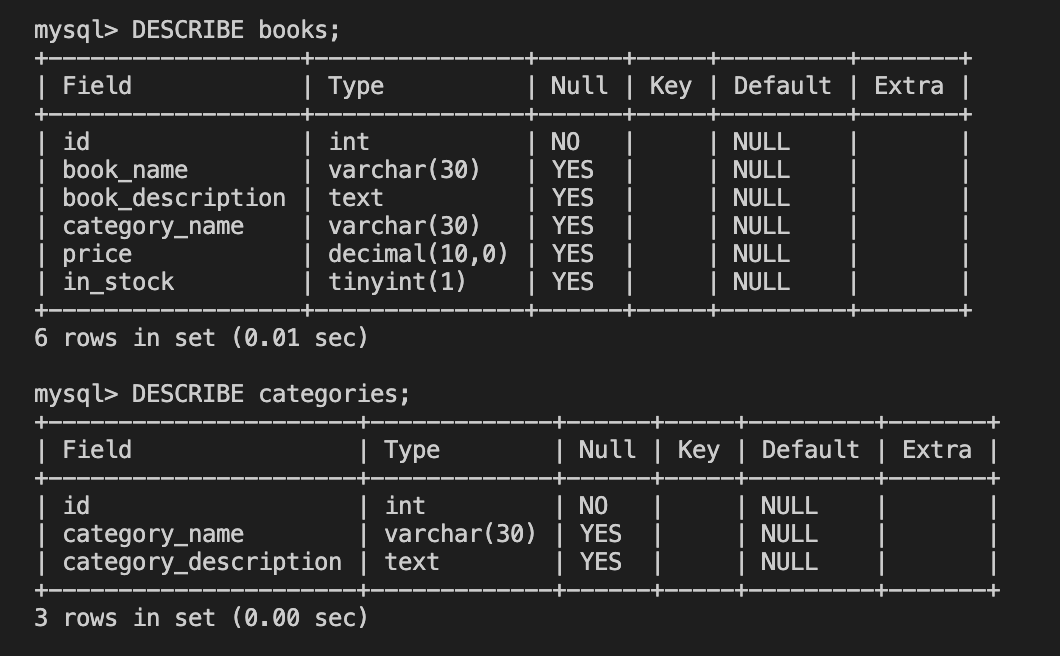 mysql> DESCRIBE books;
+------------------+---------------+------+-----+---------+-------+
| Field            | Type          | Null | Key | Default | Extra |
+------------------+---------------+------+-----+---------+-------+
| id               | int           | NO   |     | NULL    |       |
| book_name        | varchar(30)   | YES  |     | NULL    |       |
| book_description | text          | YES  |     | NULL    |       |
| category_name    | varchar(30)   | YES  |     | NULL    |       |
| price            | decimal(10,0) | YES  |     | NULL    |       |
| in_stock         | tinyint(1)    | YES  |     | NULL    |       |
+------------------+---------------+------+-----+---------+-------+
6 rows in set (0.01 sec)
mysql> DESCRIBE categories;
+----------------------+-------------+------+-----+---------+-------+
| Field                | Type        | Null | Key | Default | Extra |
+----------------------+-------------+------+-----+---------+-------+
| id                   | int         | NO   |     | NULL    |       |
| category_name        | varchar(30) | YES  |     | NULL    |       |
| category_description | text        | YES  |     | NULL    |       |
+----------------------+-------------+------+-----+---------+-------+
3 rows in set (0.00 sec)